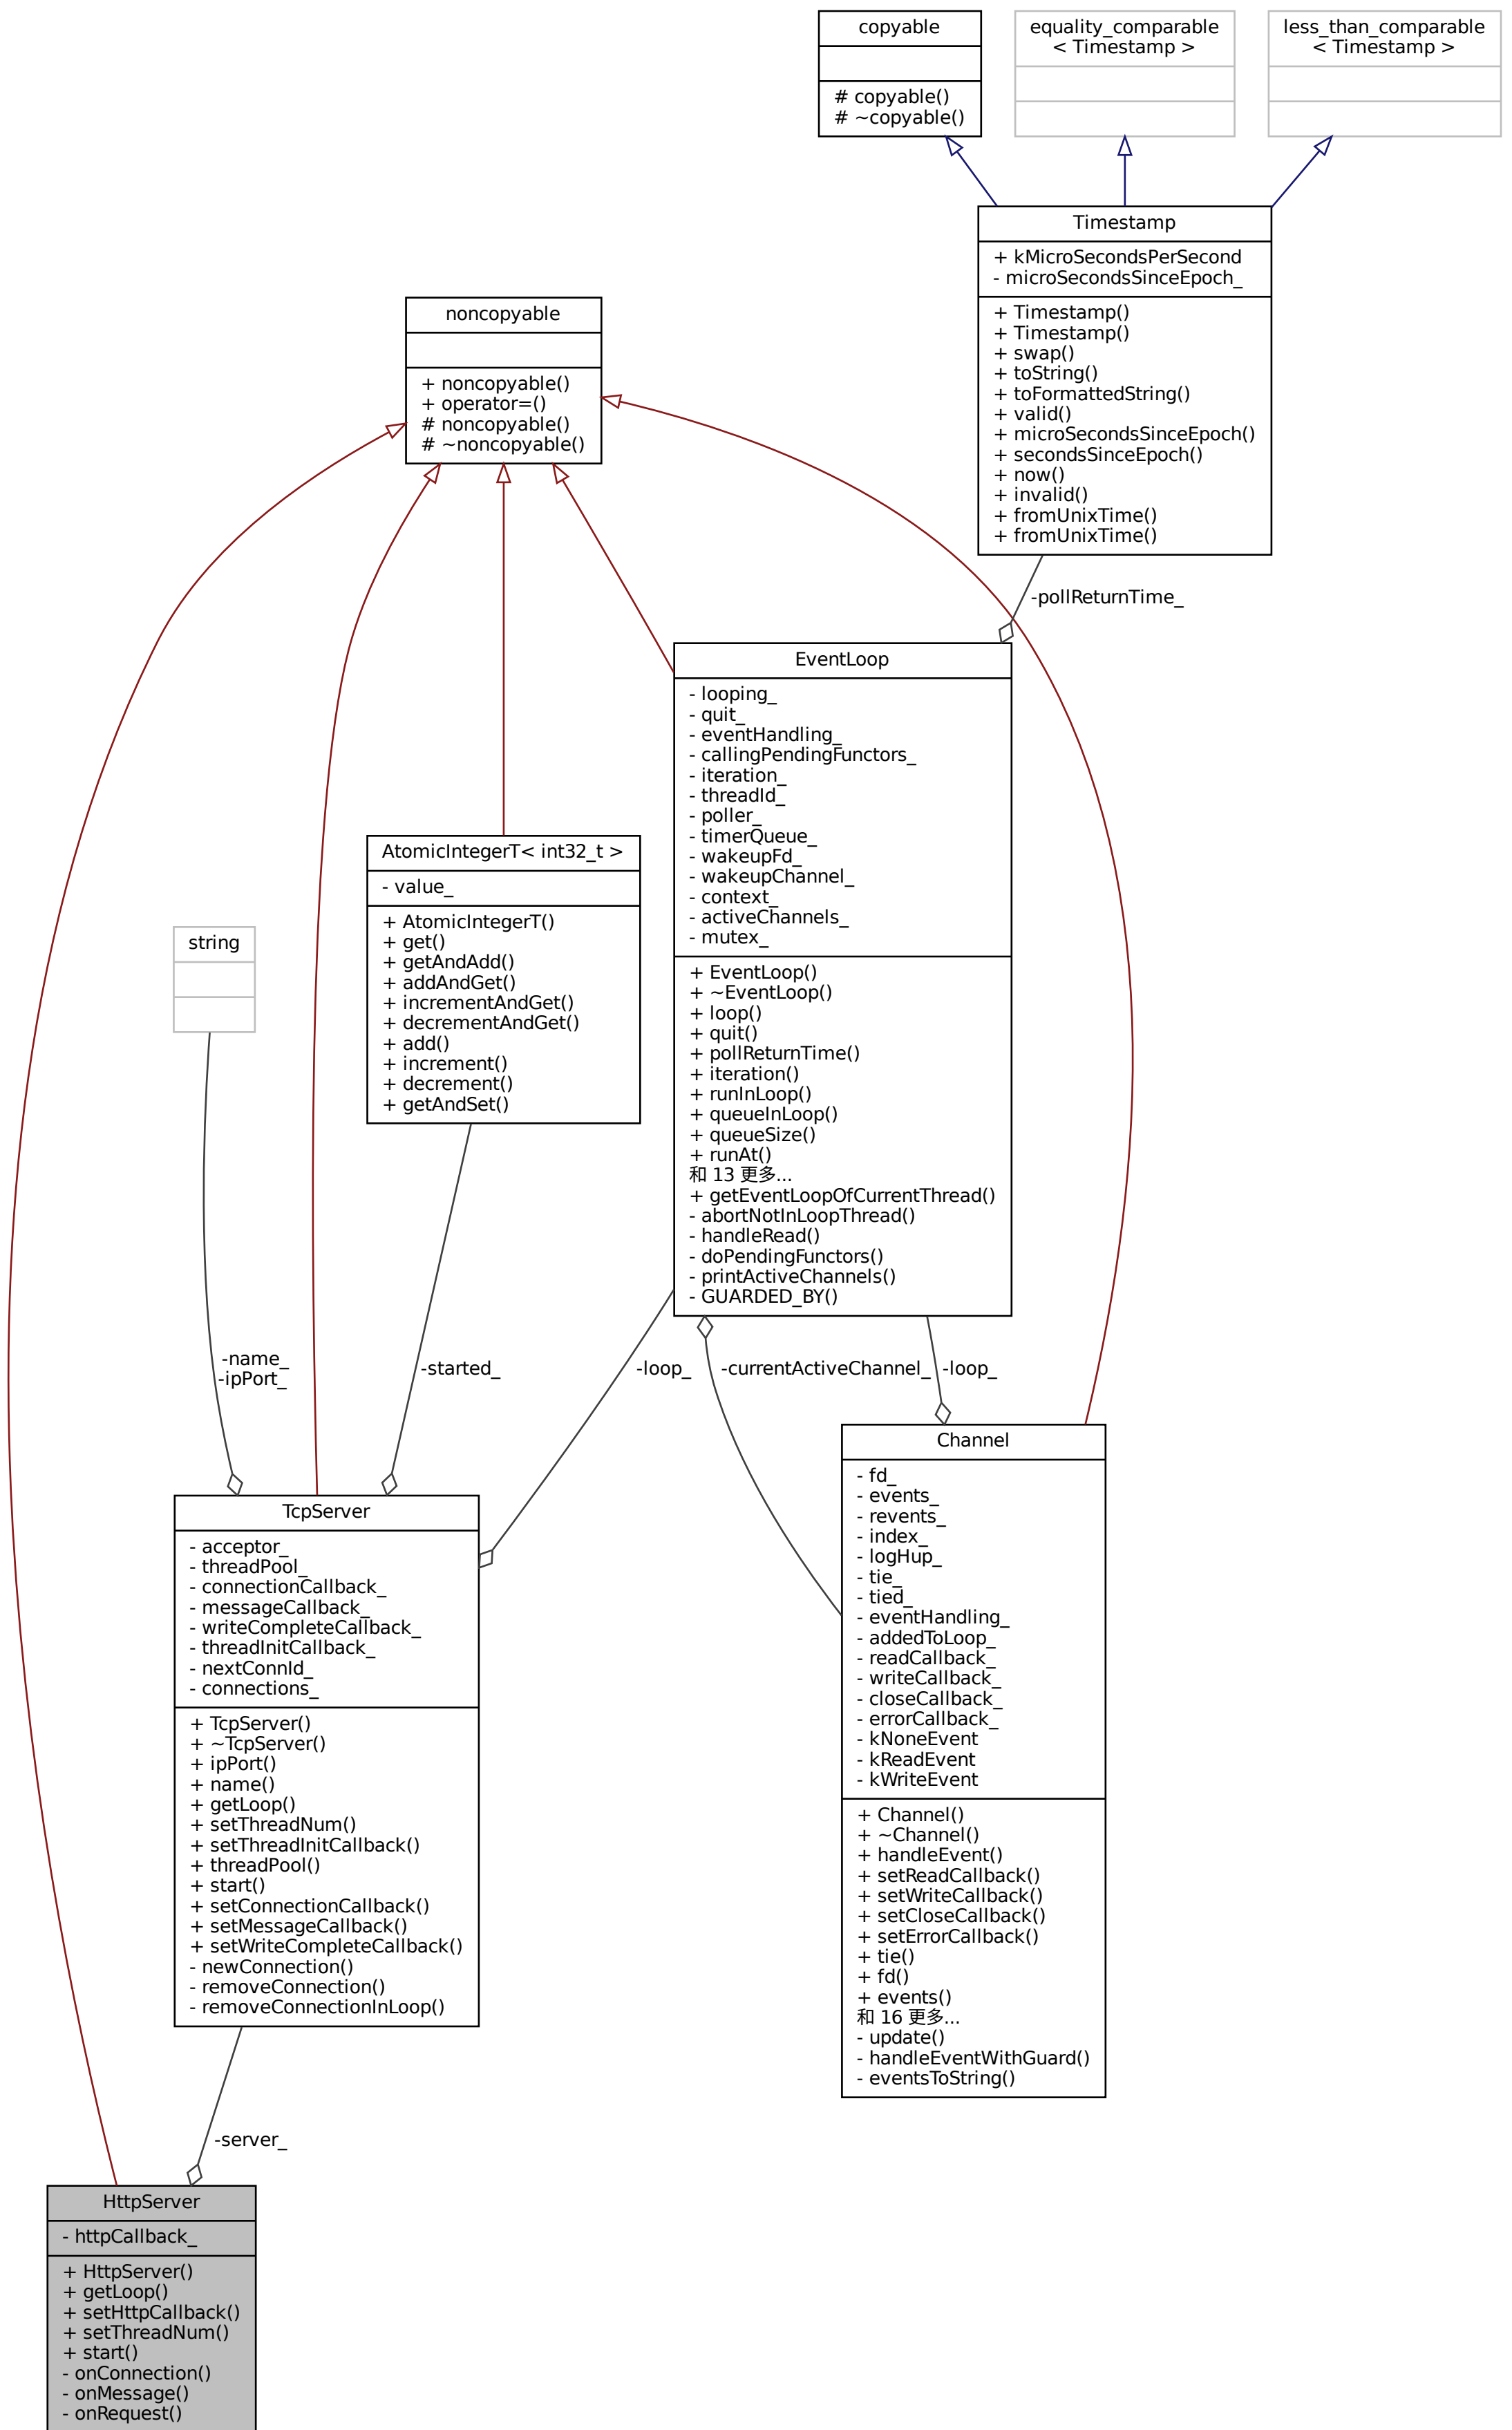 copyable
# copyable()
# ~copyable()
equality_comparable
< Timestamp >
less_than_comparable
< Timestamp >
Timestamp
+ kMicroSecondsPerSecond
- microSecondsSinceEpoch_
+ Timestamp()
+ Timestamp()
+ swap()
+ toString()
+ toFormattedString()
+ valid()
+ microSecondsSinceEpoch()
+ secondsSinceEpoch()
+ now()
+ invalid()
+ fromUnixTime()
+ fromUnixTime()
noncopyable
+ noncopyable()
+ operator=()
# noncopyable()
# ~noncopyable()
-pollReturnTime_
EventLoop
- looping_
- quit_
- eventHandling_
- callingPendingFunctors_
- iteration_
- threadId_
- poller_
- timerQueue_
- wakeupFd_
- wakeupChannel_
- context_
- activeChannels_
- mutex_
+ EventLoop()
+ ~EventLoop()
+ loop()
+ quit()
+ pollReturnTime()
+ iteration()
+ runInLoop()
+ queueInLoop()
+ queueSize()
+ runAt()
和 13 更多...
+ getEventLoopOfCurrentThread()
- abortNotInLoopThread()
- handleRead()
- doPendingFunctors()
- printActiveChannels()
- GUARDED_BY()
AtomicIntegerT< int32_t >
- value_
+ AtomicIntegerT()
+ get()
+ getAndAdd()
+ addAndGet()
+ incrementAndGet()
+ decrementAndGet()
+ add()
+ increment()
+ decrement()
+ getAndSet()
string
-name_
-ipPort_
-started_
-loop_
-currentActiveChannel_
-loop_
Channel
- fd_
- events_
- revents_
- index_
- logHup_
- tie_
- tied_
- eventHandling_
- addedToLoop_
- readCallback_
- writeCallback_
- closeCallback_
- errorCallback_
- kNoneEvent
- kReadEvent
- kWriteEvent
+ Channel()
+ ~Channel()
+ handleEvent()
+ setReadCallback()
+ setWriteCallback()
+ setCloseCallback()
+ setErrorCallback()
+ tie()
+ fd()
+ events()
和 16 更多...
- update()
- handleEventWithGuard()
- eventsToString()
TcpServer
- acceptor_
- threadPool_
- connectionCallback_
- messageCallback_
- writeCompleteCallback_
- threadInitCallback_
- nextConnId_
- connections_
+ TcpServer()
+ ~TcpServer()
+ ipPort()
+ name()
+ getLoop()
+ setThreadNum()
+ setThreadInitCallback()
+ threadPool()
+ start()
+ setConnectionCallback()
+ setMessageCallback()
+ setWriteCompleteCallback()
- newConnection()
- removeConnection()
- removeConnectionInLoop()
-server_
HttpServer
- httpCallback_
+ HttpServer()
+ getLoop()
+ setHttpCallback()
+ setThreadNum()
+ start()
- onConnection()
- onMessage()
- onRequest()